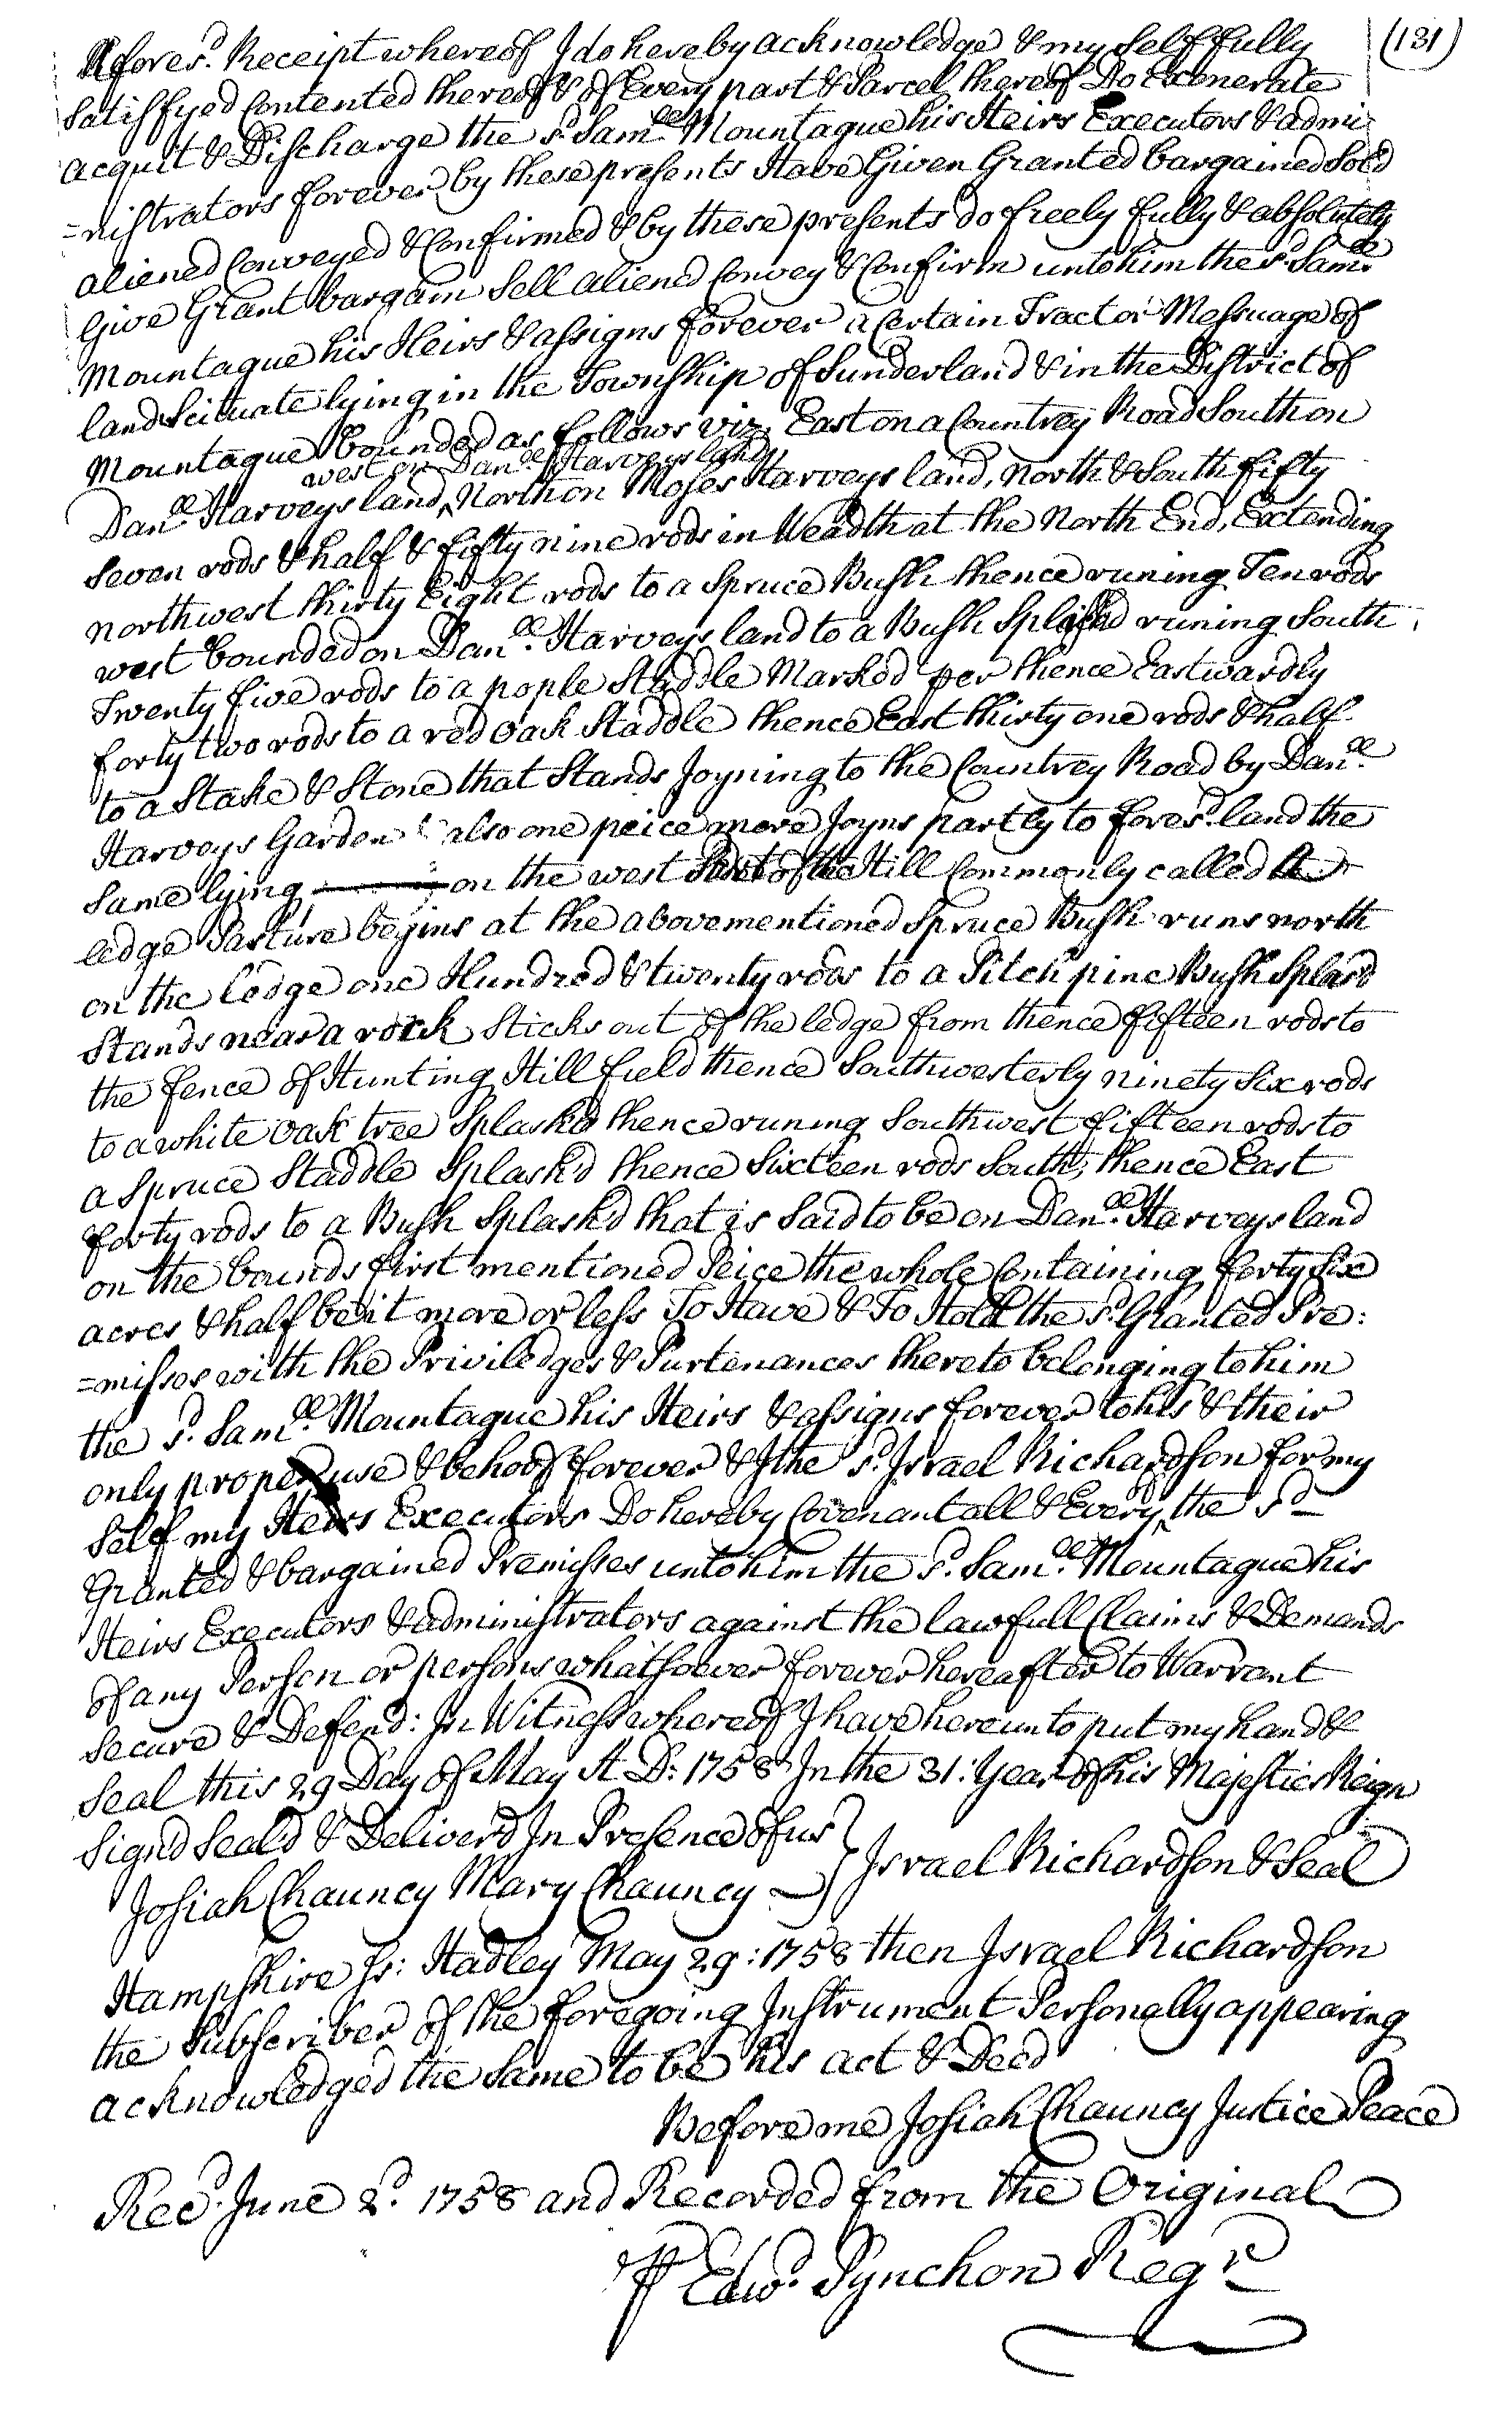 (131)
Afores.d Receipt whereof I do hereby acknowledge & my Self fully
Satisfyed Contented thereof & of Every part & Parcel thereof Do Exonerate
acquit & Discharge the s.d Sam.ll Mountague his Heirs Executors & admi
=nistrators forever by these presents Have Given Granted bargained Sold
aliened Conveyed & Confirmed & by these presents do freely fully & absolutely
Give Grant bargain Sell aliened Convey & Confirm unto him the s.d Sam.ll
Mountague his Heirs & assigns forever a Certain Tract or Messuage of
land Scituate lying in the Township of Sunderland & in the District of
Mountague bounded as follows viz. East on a Countrey Road South on
west on Dan.ll Harveys land
Dan.ll Harveys land, ^ North on Moses Harveys land, North & South fifty
Seven rods & half & fifty nine rods in Weadth at the North End, Extending
northwest thirty Eight rods to a Spruce Bush thence runing Ten rods
west bounded on Dan.ll Harveys land to a Bush Splashd runing South
Twenty five rods to a pople Staddle Markd per thence Eastwardly
forty two rods to a red Oak Staddle thence East thirty one rods & half
to a Stake & Stone that Stands Joyning to the Countrey Road by Dan.ll
Harveys Garden & also one peice more Joyns partly to fores.d land the
Same lying on the west Side of the Hill Commonly called the
ledge Pasture begins at the abovementioned Spruce Bush runs north
on the ledge one Hundred & twenty rods to a Pitch pine Bush Splasd
Stands near a rock Sticks out of the ledge from thence fifteen rods to
the fence of Hunting Hill field thence Southwesterly ninety Six rods
to a white Oak tree Splash'd thence runing Southwest fifteen rods to
a Spruce Staddle Splash'd thence Sixteen rods South, thence East
forty rods to a Bush Splash'd that is Said to be on Dan.ll Harveys land
on the bounds first mentioned Peice the whole Containing forty Six
acres & half be it more or less To Have & To Hold the s.d Granted Pre:
=misses with the Priviledges & Purtenances thereto belonging to him
the s.d Sam.ll Mountague his Heirs & assigns forever to his & their
only proper use & behoof forever & I the s.d Israel Richardson for my
Self my Heirs Executors Do hereby Covenant all & Every ^of the s.d
Granted & bargained Premisses unto him the s.d Sam.ll Mountague his
Heirs Executors & administrators against the lawfull Claims & Demands
of any Person or persons whatsoever forever hereafter to Warrant
Secure & Defend: In Witness whereof I have hereunto put my hand &
Seal this 29 Day of May A D: 1758 In the 31: Year of his Majesties Reign
Signd Seald & Deliverd In Presence of us } Israel Richardson & Seal
Josiah Chauncy Mary Chauncy
Hampshire Ss: Hadley May 29: 1758 then Israel Richardson
the Subscriber of the foregoing Instrument Personally appearing
acknowledged the Same to be his act & Deed
Before me Josiah Chauncy Justice Peace
Rec.d June 2.d 1758 and Recorded from the Original
P Edw.d Pynchon Reg.r